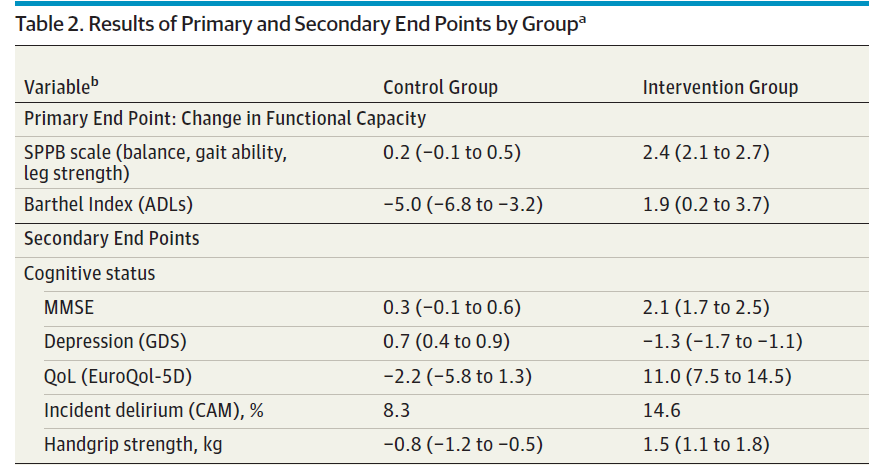 Table 2. Results of Primary and Secondary End Points by Groupa
Variableb Control Group Intervention Group
Primary End Point: Change in Functional Capacity
SPPB scale (balance, gait ability, 0.2 (−0.1 to 0.5) 2.4 (2.1 to 2.7)
leg strength)
Barthel Index (ADLs) −5.0 (−6.8 to −3.2) 1.9 (0.2 to 3.7)
Secondary End Points
Cognitive status
MMSE 0.3 (−0.1 to 0.6) 2.1 (1.7 to 2.5)
Depression (GDS) 0.7 (0.4 to 0.9) −1.3 (−1.7 to −1.1)
QoL (EuroQol-5D) −2.2 (−5.8 to 1.3) 11.0 (7.5 to 14.5)
Incident delirium (CAM), % 8.3 14.6
Handgrip strength, kg −0.8 (−1.2 to −0.5) 1.5 (1.1 to 1.8)